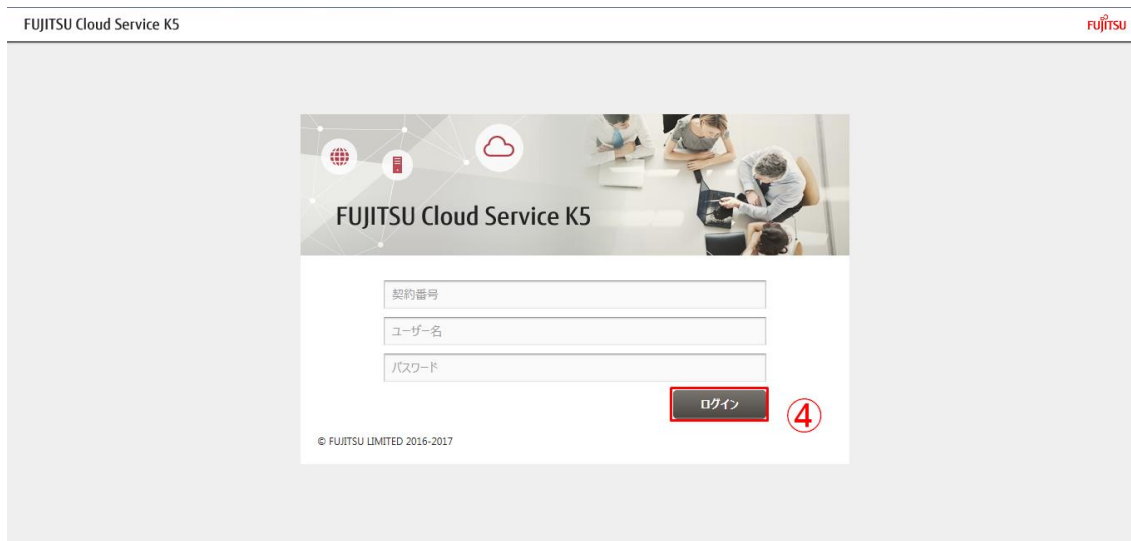 FUJITSU Cloud Service K5
FUJITSU
FUJITSU Cloud Service K5
契約番号
ユーザー名
パスワード
ログイン
④
© FUJITSU LIMITED 2016-2017